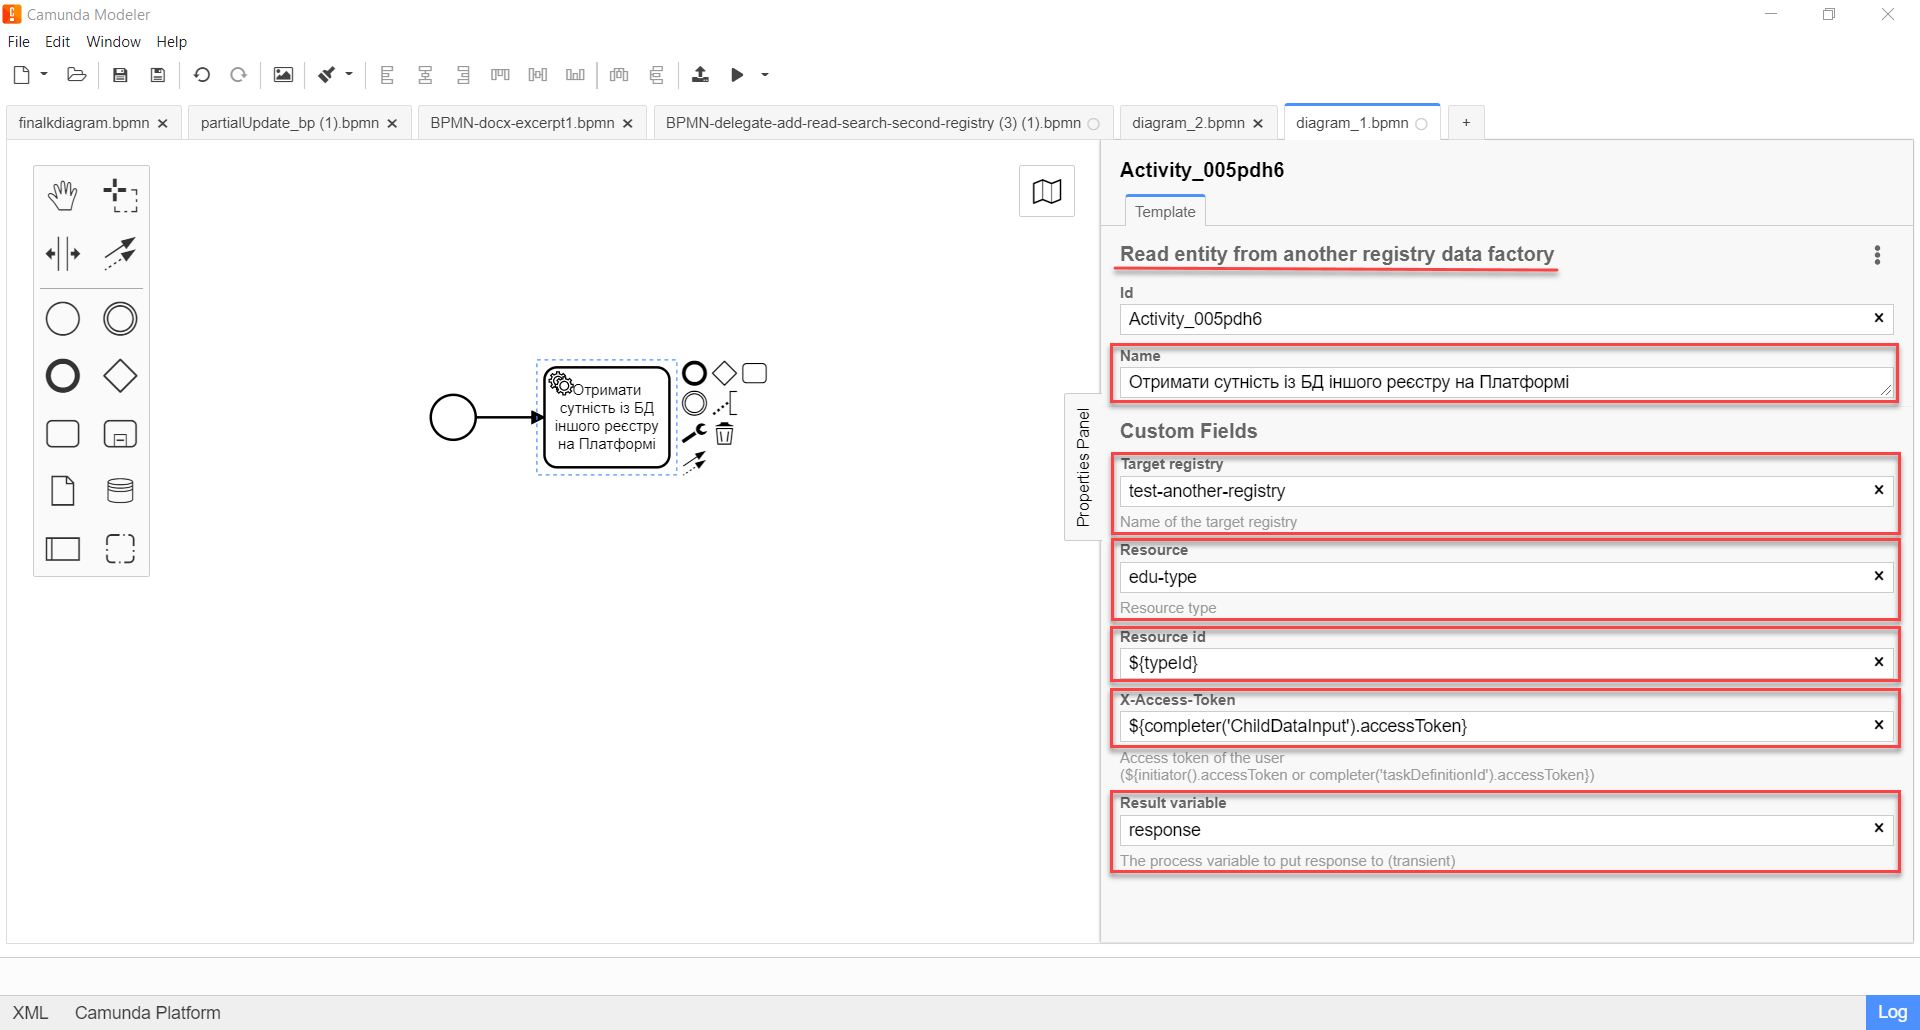 Camunda Modeler
File Edit Window Help
finalkdiagram.bpmn
partialUpdate_bp (1).bpmn
BPMN-docx-excerpt1.bpmn
BPMN-delegate-add-read-search-second-registry (3) (1).bpmn
diagram_2.bpmn
diagram_1.bpmn
+
Отримати
сутність із БД
іншого реєстру
на Платформі
Properties Panel
Activity_005pdh6
Template
Read entity from another registry data factory
Id
Activity_005pdh6
Name
Отримати сутність із БД іншого реєстру на Платформі
Custom Fields
Target registry
test-another-registry
Name of the target registry
Resource
edu-type
Resource type
Resource id
${typeId}
X-Access-Token
${completer('ChildDataInput').accessToken}
Access token of the user
(${initiator().accessToken or completer('taskDefinitionId').accessToken})
Result variable
response
The process variable to put response to (transient)
XML Camunda Platform
Log